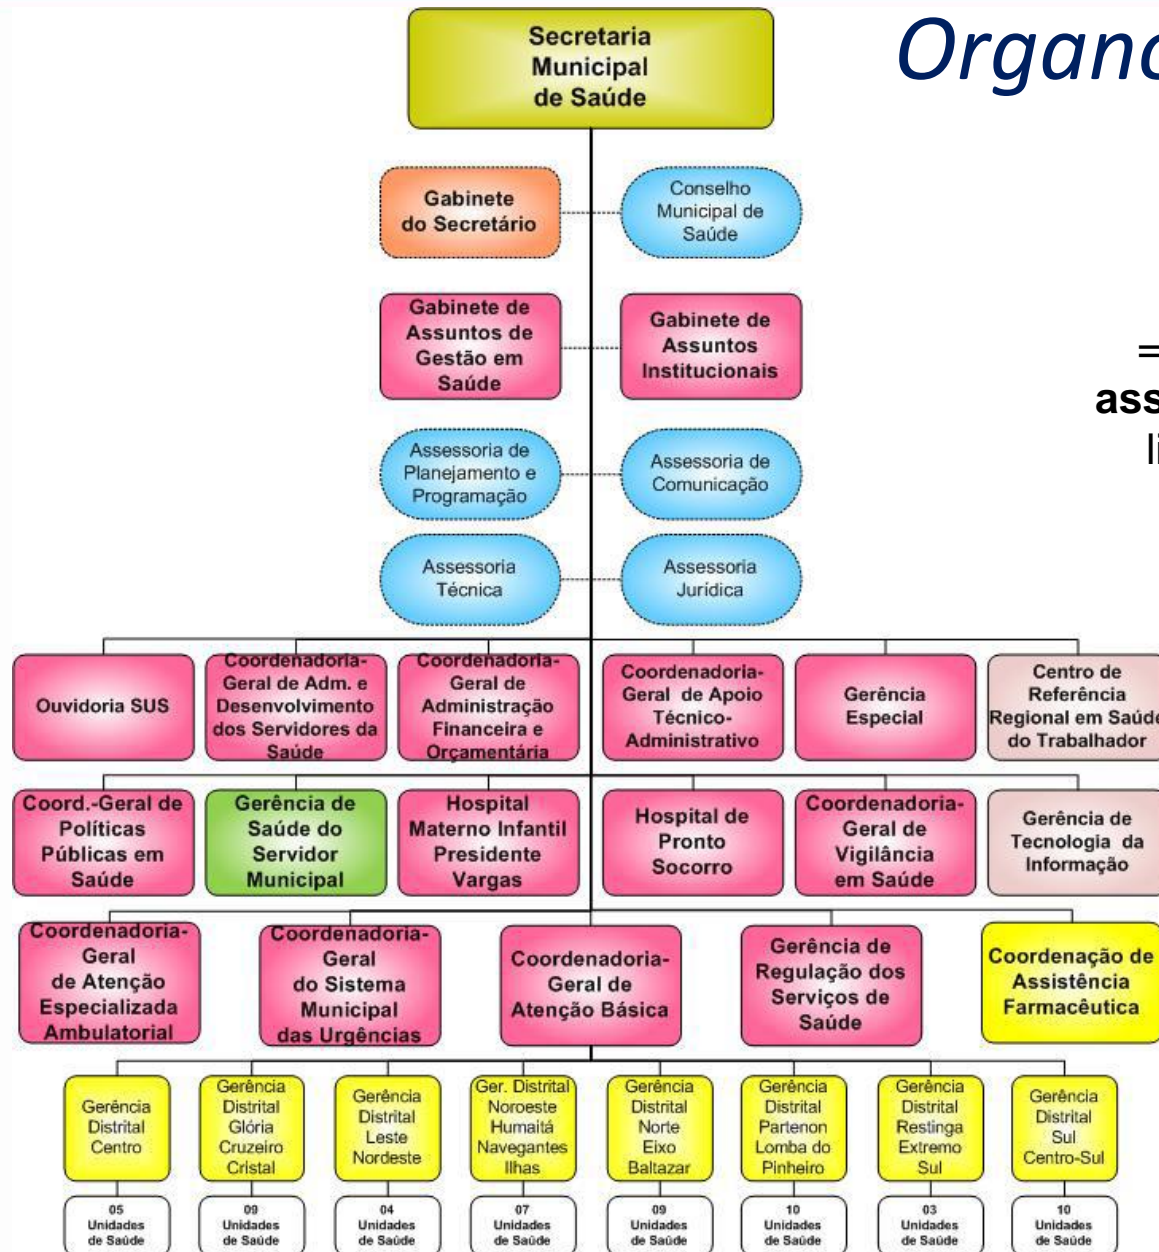 Organo
Secretaria
Municipal
de Saúde
Gabinete
do Secretário
Conselho
Municipal de
Saúde
Gabinete de
Assuntos de
Gestão em
Saúde
Gabinete de
Assuntos
Institucionais
=
ass
li
Assessoria de
Planejamento e
Programação
Assessoria de
Comunicação
Assessoria
Técnica
Assessoria
Jurídica
Ouvidoria SUS
Coordenadoria-
Geral de Adm. e
Desenvolvimento
dos Servidores da
Saúde
Coordenadoria-
Geral de
Administração
Financeira e
Orçamentária
Coordenadoria-
Geral de Apoio
Técnico-
Administrativo
Gerência
Especial
Centro de
Referência
Regional em Saúde
do Trabalhador
Coord.-Geral de
Políticas
Públicas em
Saúde
Gerência de
Saúde do
Servidor
Municipal
Hospital
Materno Infantil
Presidente
Vargas
Hospital de
Pronto
Socorro
Coordenadoria-
Geral de
Vigilância
em Saúde
Gerência de
Tecnologia da
Informação
Coordenadoria-
Geral
de Atenção
Especializada
Ambulatorial
Coordenadoria-
Geral
do Sistema
Municipal
das Urgências
Coordenadoria-
Geral de
Atenção Básica
Gerência de
Regulação dos
Serviços de
Saúde
Coordenação de
Assistência
Farmacêutica
Gerência
Distrital
Centro
Gerência
Distrital
Glória
Cruzeiro
Cristal
Gerência
Distrital
Leste
Nordeste
Ger. Distrital
Noroeste
Humaitá
Navegantes
Ilhas
Gerência
Distrital
Norte
Eixo
Baltazar
Gerência
Distrital
Partenon
Lomba do
Pinheiro
Gerência
Distrital
Restinga
Extremo
Sul
Gerência
Distrital
Sul
Centro-Sul
05
Unidades
de Saúde
09
Unidades
de Saúde
04
Unidades
de Saúde
07
Unidades
de Saúde
09
Unidades
de Saúde
10
Unidades
de Saúde
03
Unidades
de Saúde
10
Unidades
de Saúde